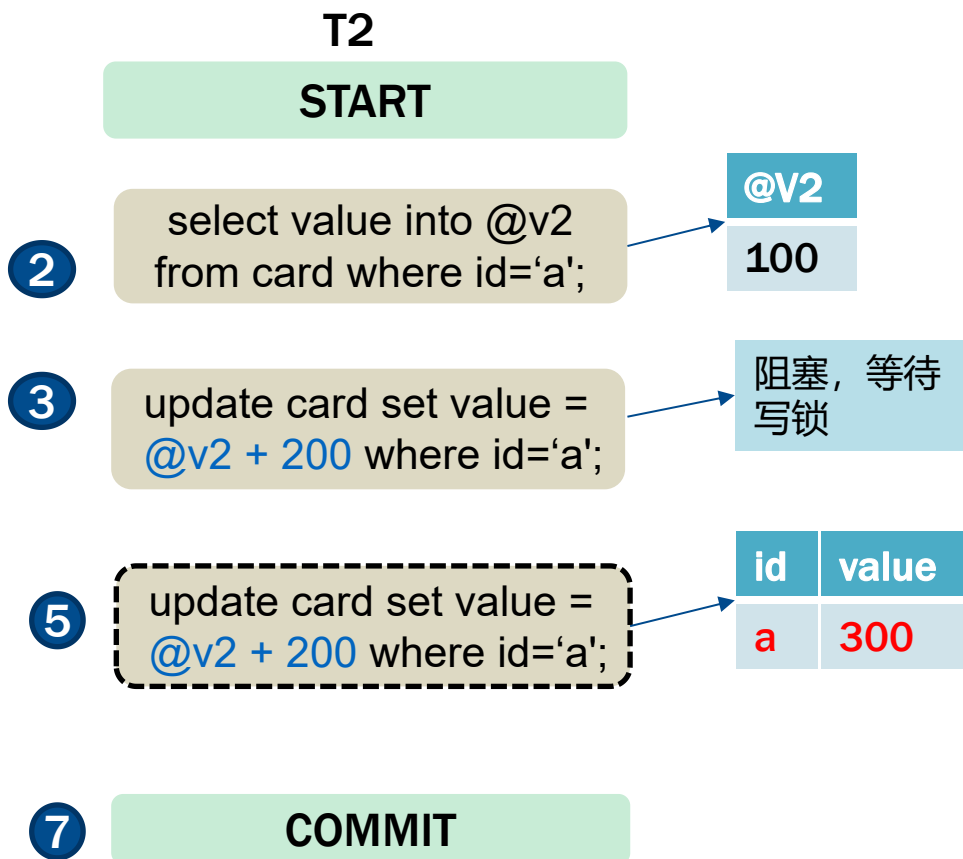 T2
START
2
select value into @v2
from card where id=‘a';
@V2
100
3
update card set value =
@v2 + 200 where id=‘a';
阻塞，等待
写锁
5
update card set value =
@v2 + 200 where id=‘a';
id value
a 300
7
COMMIT